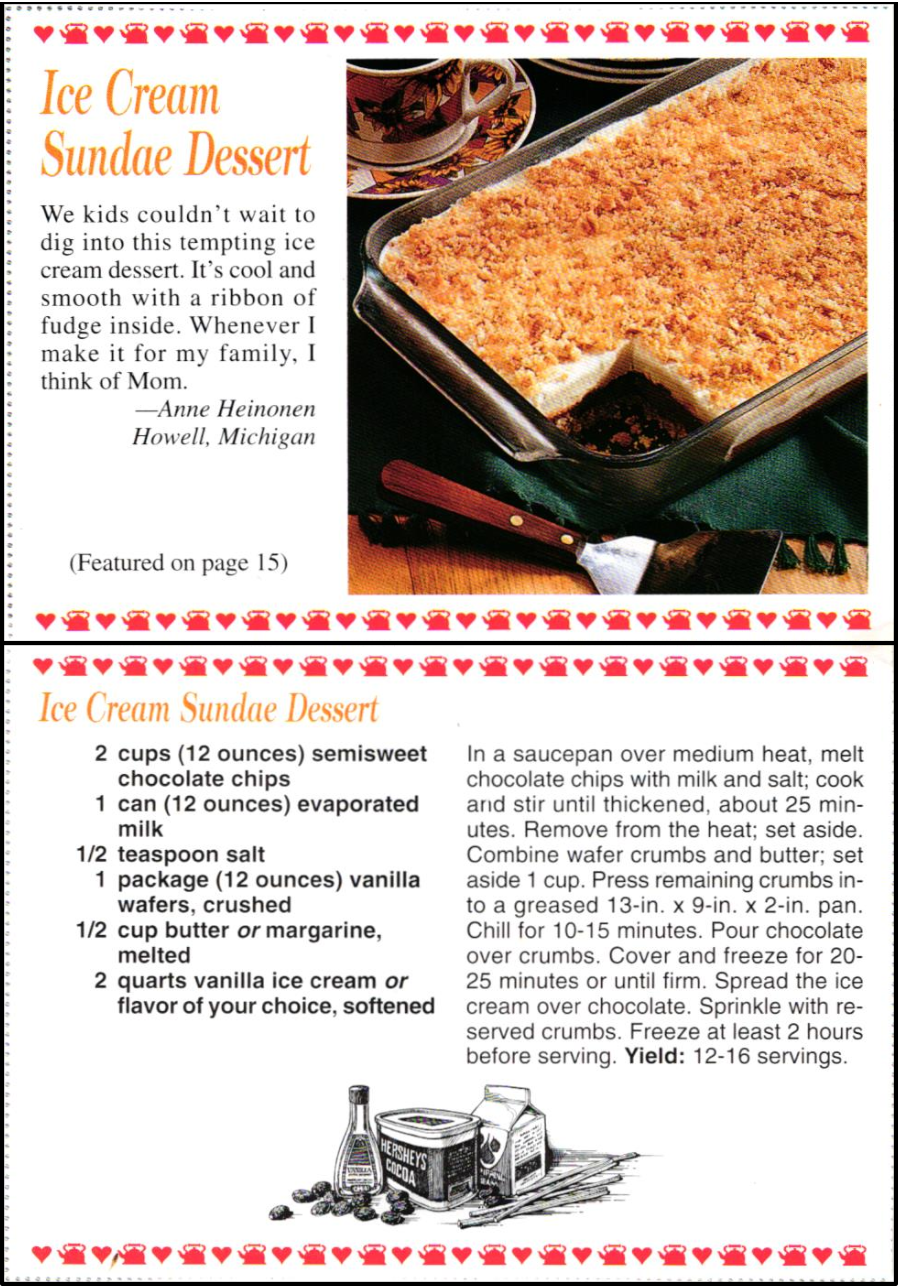 Ice Cream
Sundae Dessert
We kids couldn't wait to
dig into this tempting ice
cream dessert. It's cool and
smooth with a ribbon of
fudge inside. Whenever I
make it for my family, I
think of Mom.
—Anne Heinonen
Howell, Michigan
(Featured on page 15)
Ice Cream Sundae Dessert
2 cups (12 ounces) semisweet
chocolate chips
1 can (12 ounces) evaporated
milk
1/2 teaspoon salt
1 package (12 ounces) vanilla
wafers, crushed
1/2 cup butter or margarine,
melted
2 quarts vanilla ice cream or
flavor of your choice, softened
In a saucepan over medium heat, melt
chocolate chips with milk and salt; cook
and stir until thickened, about 25 min-
utes. Remove from the heat; set aside.
Combine wafer crumbs and butter; set
aside 1 cup. Press remaining crumbs in-
to a greased 13-in. x 9-in. x 2-in. pan.
Chill for 10-15 minutes. Pour chocolate
over crumbs. Cover and freeze for 20-
25 minutes or until firm. Spread the ice
cream over chocolate. Sprinkle with re-
served crumbs. Freeze at least 2 hours
before serving. Yield: 12-16 servings.
VANILLA
HERSHEY'S
COCOA